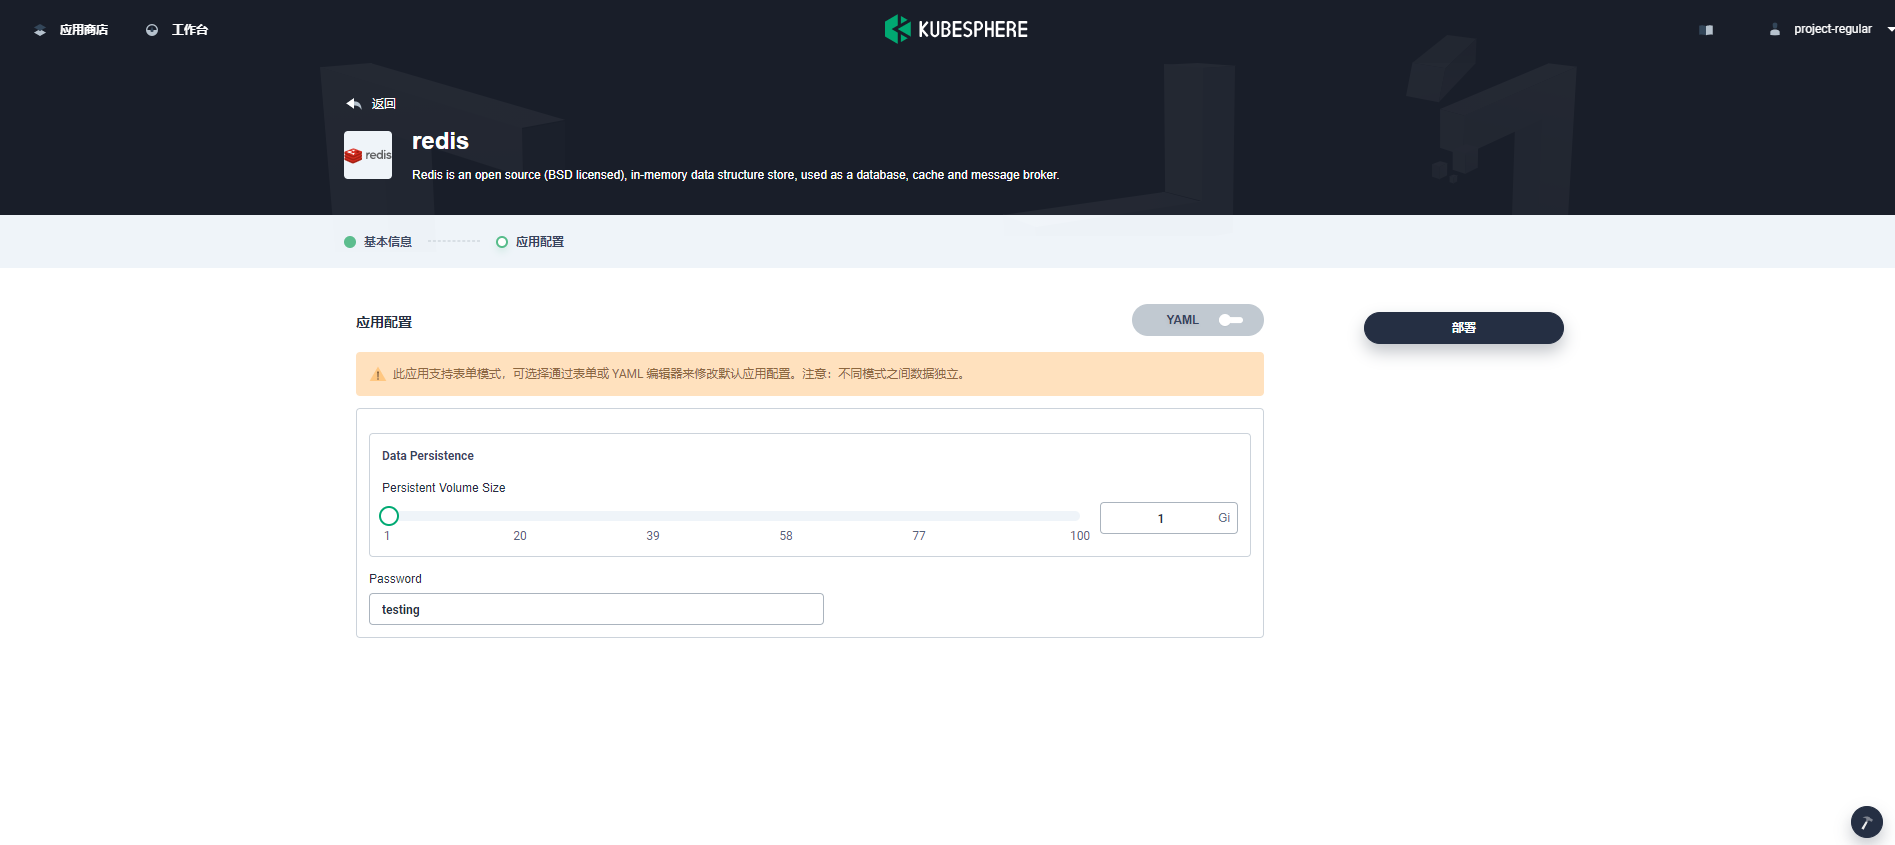 应用商店
工作台
KUBESPHERE
project-regular
返回
redis
redis
Redis is an open source (BSD licensed), in-memory data structure store, used as a database, cache and message broker.
基本信息
应用配置
应用配置
YAML
部署
此应用支持表单模式，可选择通过表单或 YAML 编辑器来修改默认应用配置。注意：不同模式之间数据独立。
Data Persistence
Persistent Volume Size
1 Gi
1 20 39 58 77 100
Password
testing